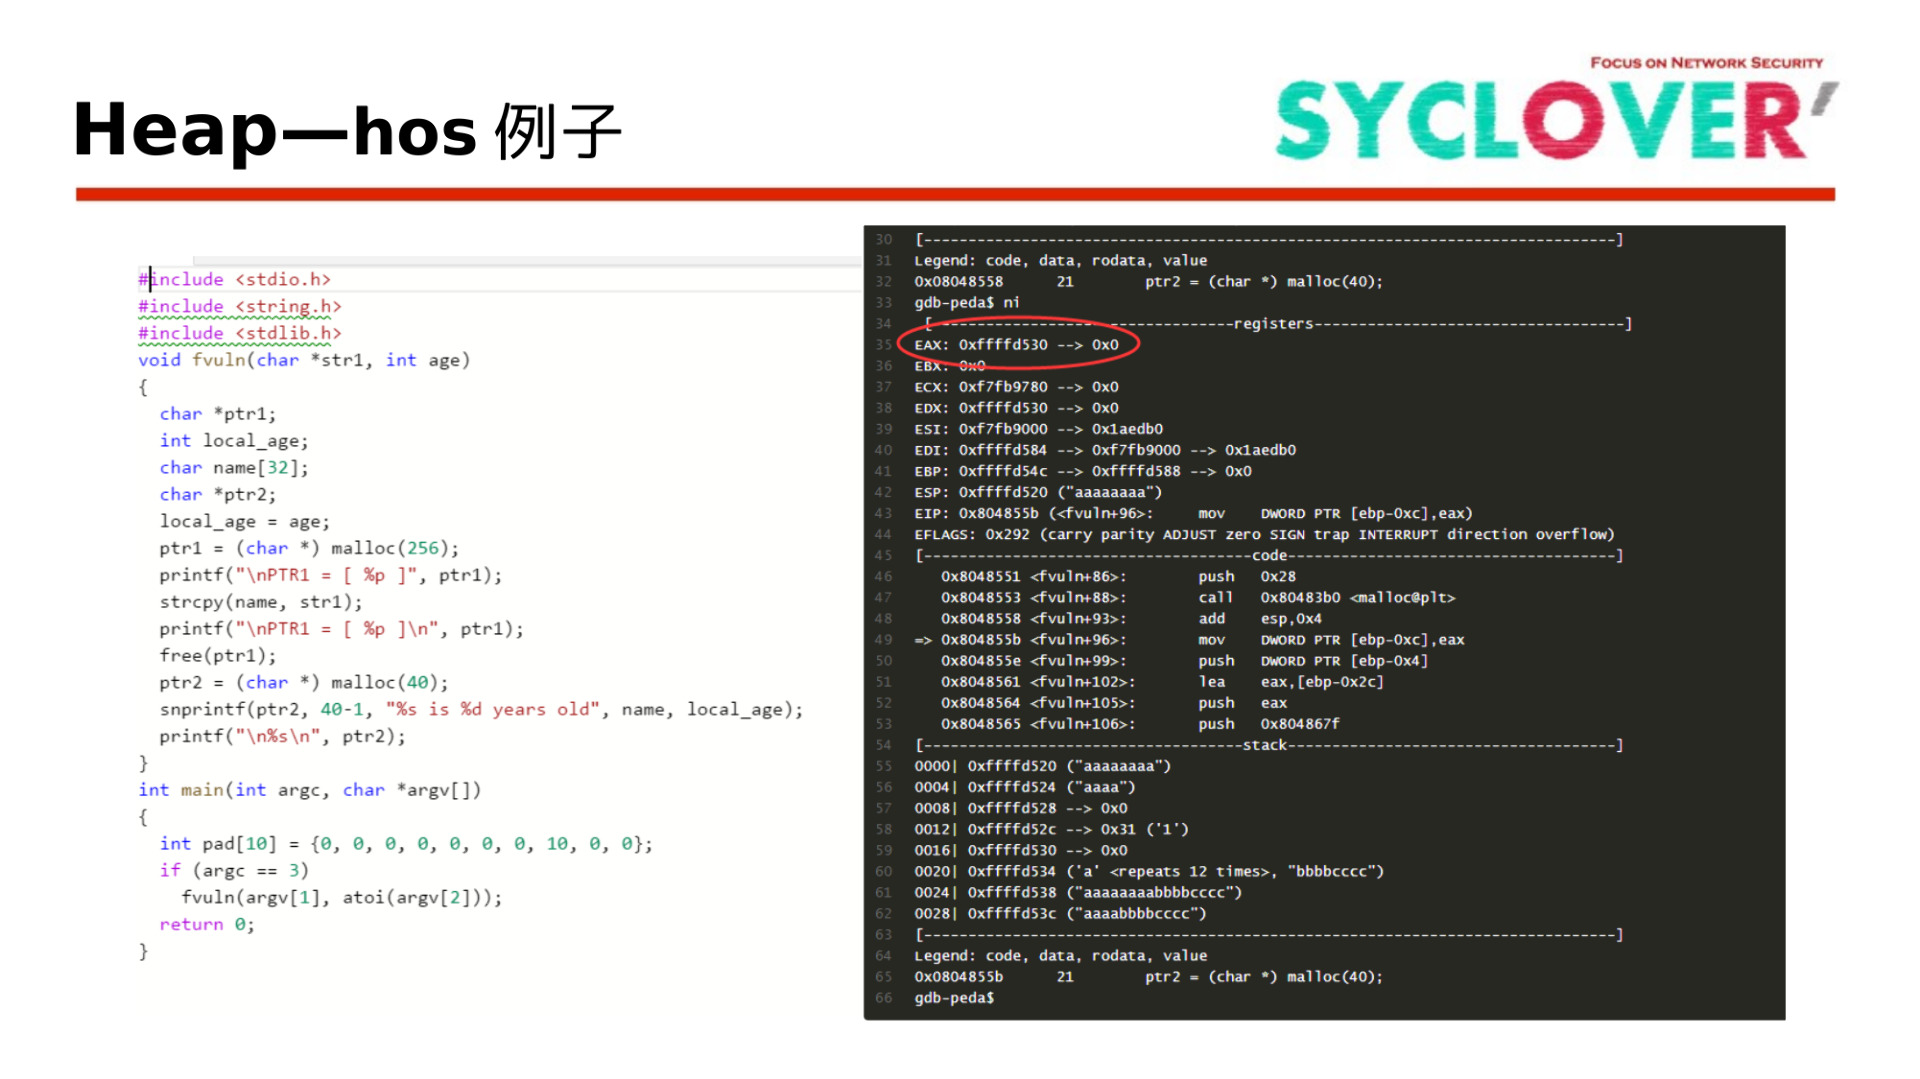 FOCUS ON NETWORK SECURITY
SYCLOVER'
Heap—hos 例子
#include <stdio.h>
#include <string.h>
#include <stdlib.h>
void fvuln(char *str1, int age)
{
  char *ptr1;
  int local_age;
  char name[32];
  char *ptr2;
  local_age = age;
  ptr1 = (char *) malloc(256);
  printf("\nPTR1 = [ %p ]", ptr1);
  strcpy(name, str1);
  printf("\nPTR1 = [ %p ]\n", ptr1);
  free(ptr1);
  ptr2 = (char *) malloc(40);
  snprintf(ptr2, 40-1, "%s is %d years old", name, local_age);
  printf("\n%s\n", ptr2);
}
int main(int argc, char *argv[])
{
  int pad[10] = {0, 0, 0, 0, 0, 0, 0, 10, 0, 0};
  if (argc == 3)
    fvuln(argv[1], atoi(argv[2]));
  return 0;
}
30 [------------------------------------------------------------------------------]
31 Legend: code, data, rodata, value
32 0x08048558 21 ptr2 = (char *) malloc(40);
33 gdb-peda$ ni
34 [----------------------------------registers-----------------------------------]
35 EAX: 0xffffd530 --> 0x0
36 EBX: 0x0
37 ECX: 0xf7fb9780 --> 0x0
38 EDX: 0xffffd530 --> 0x0
39 ESI: 0xf7fb9000 --> 0x1aedb0
40 EDI: 0xffffd584 --> 0xf7fb9000 --> 0x1aedb0
41 EBP: 0xffffd54c --> 0xffffd588 --> 0x0
42 ESP: 0xffffd520 ("aaaaaaaa")
43 EIP: 0x804855b (<fvuln+96>: mov DWORD PTR [ebp-0xc],eax)
44 EFLAGS: 0x292 (carry parity ADJUST zero SIGN trap INTERRUPT direction overflow)
45 [-------------------------------------code-------------------------------------]
46 0x8048551 <fvuln+86>: push 0x28
47 0x8048553 <fvuln+88>: call 0x80483b0 <malloc@plt>
48 0x8048558 <fvuln+93>: add esp,0x4
49 => 0x804855b <fvuln+96>: mov DWORD PTR [ebp-0xc],eax
50 0x804855e <fvuln+99>: push DWORD PTR [ebp-0x4]
51 0x8048561 <fvuln+102>: lea eax,[ebp-0x2c]
52 0x8048564 <fvuln+105>: push eax
53 0x8048565 <fvuln+106>: push 0x804867f
54 [------------------------------------stack-------------------------------------]
55 0000| 0xffffd520 ("aaaaaaaa")
56 0004| 0xffffd524 ("aaaa")
57 0008| 0xffffd528 --> 0x0
58 0012| 0xffffd52c --> 0x31 ('1')
59 0016| 0xffffd530 --> 0x0
60 0020| 0xffffd534 ('a' <repeats 12 times>, "bbbbcccc")
61 0024| 0xffffd538 ("aaaaaaaabbbbcccc")
62 0028| 0xffffd53c ("aaaabbbbcccc")
63 [------------------------------------------------------------------------------]
64 Legend: code, data, rodata, value
65 0x0804855b 21 ptr2 = (char *) malloc(40);
66 gdb-peda$